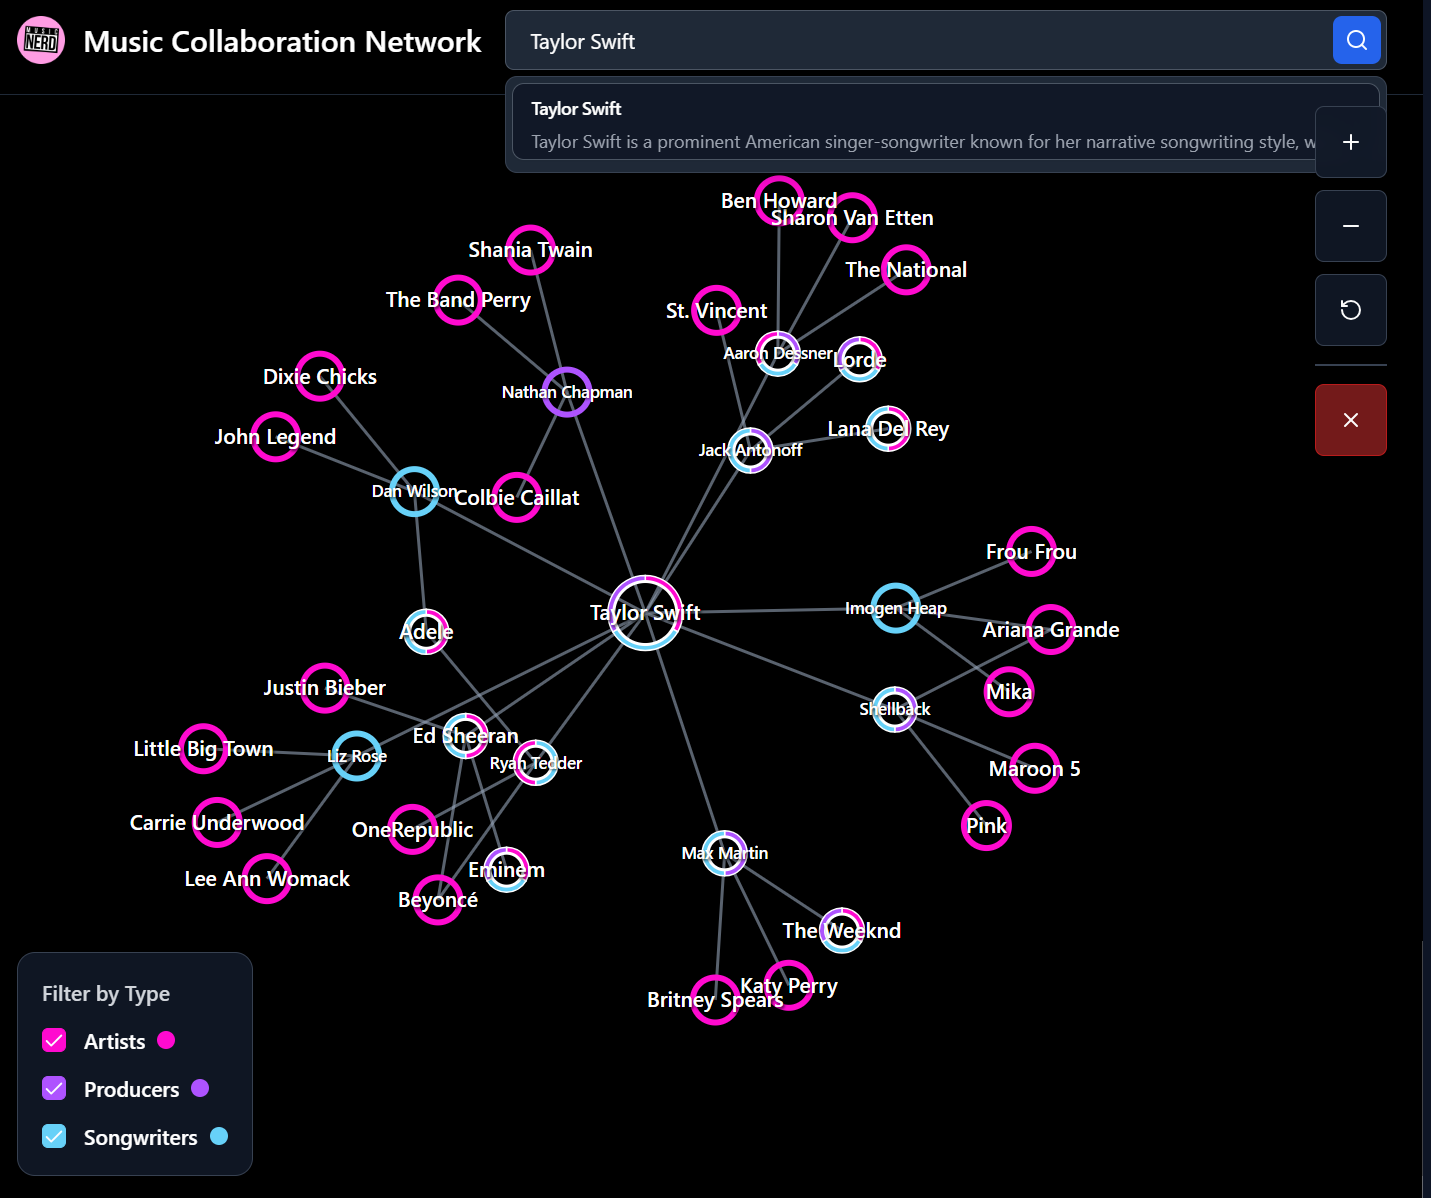 MUSIC
NERD
Music Collaboration Network
Taylor Swift
Taylor Swift
Taylor Swift is a prominent American singer-songwriter known for her narrative songwriting style, w
Ben Howard
Sharon Van Etten
Shania Twain
The National
The Band Perry
St. Vincent
Aaron Dessner
Lorde
Dixie Chicks
Nathan Chapman
Lana Del Rey
John Legend
Jack Antonoff
Dan Wilson
Colbie Caillat
Frou Frou
Taylor Swift
Imogen Heap
Ariana Grande
Adele
Justin Bieber
Mika
Shellback
Ed Sheeran
Little Big Town
Liz Rose
Ryan Tedder
Maroon 5
Carrie Underwood
OneRepublic
Pink
Max Martin
Eminem
Lee Ann Womack
Beyoncé
The Weeknd
Katy Perry
Britney Spears
Filter by Type
Artists
Producers
Songwriters